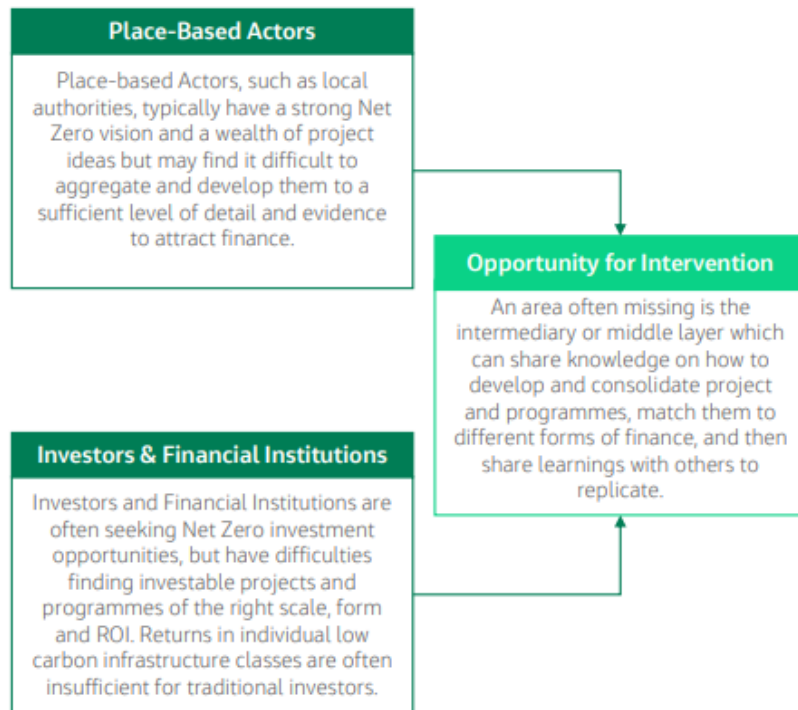 Place-Based Actors
Place-based Actors, such as local
authorities, typically have a strong Net
Zero vision and a wealth of project
ideas but may find it difficult to
aggregate and develop them to a
sufficient level of detail and evidence
to attract finance.
Opportunity for Intervention
An area often missing is the
intermediary or middle layer which
can share knowledge on how to
develop and consolidate project
and programmes, match them to
different forms of finance, and then
share learnings with others to
replicate.
Investors & Financial Institutions
Investors and Financial Institutions are
often seeking Net Zero investment
opportunities, but have difficulties
finding investable projects and
programmes of the right scale, form
and ROI. Returns in individual low
carbon infrastructure classes are often
insufficient for traditional investors.